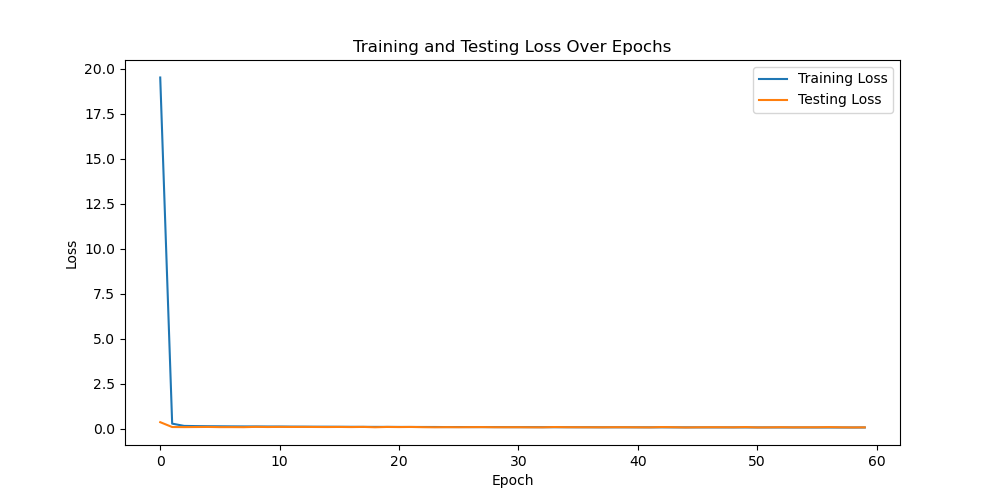 Training and Testing Loss Over Epochs
20.0
17.5
15.0
12.5
10.0
7.5
5.0
2.5
0.0
Loss
Training Loss
Testing Loss
0 10 20 30 40 50 60
Epoch